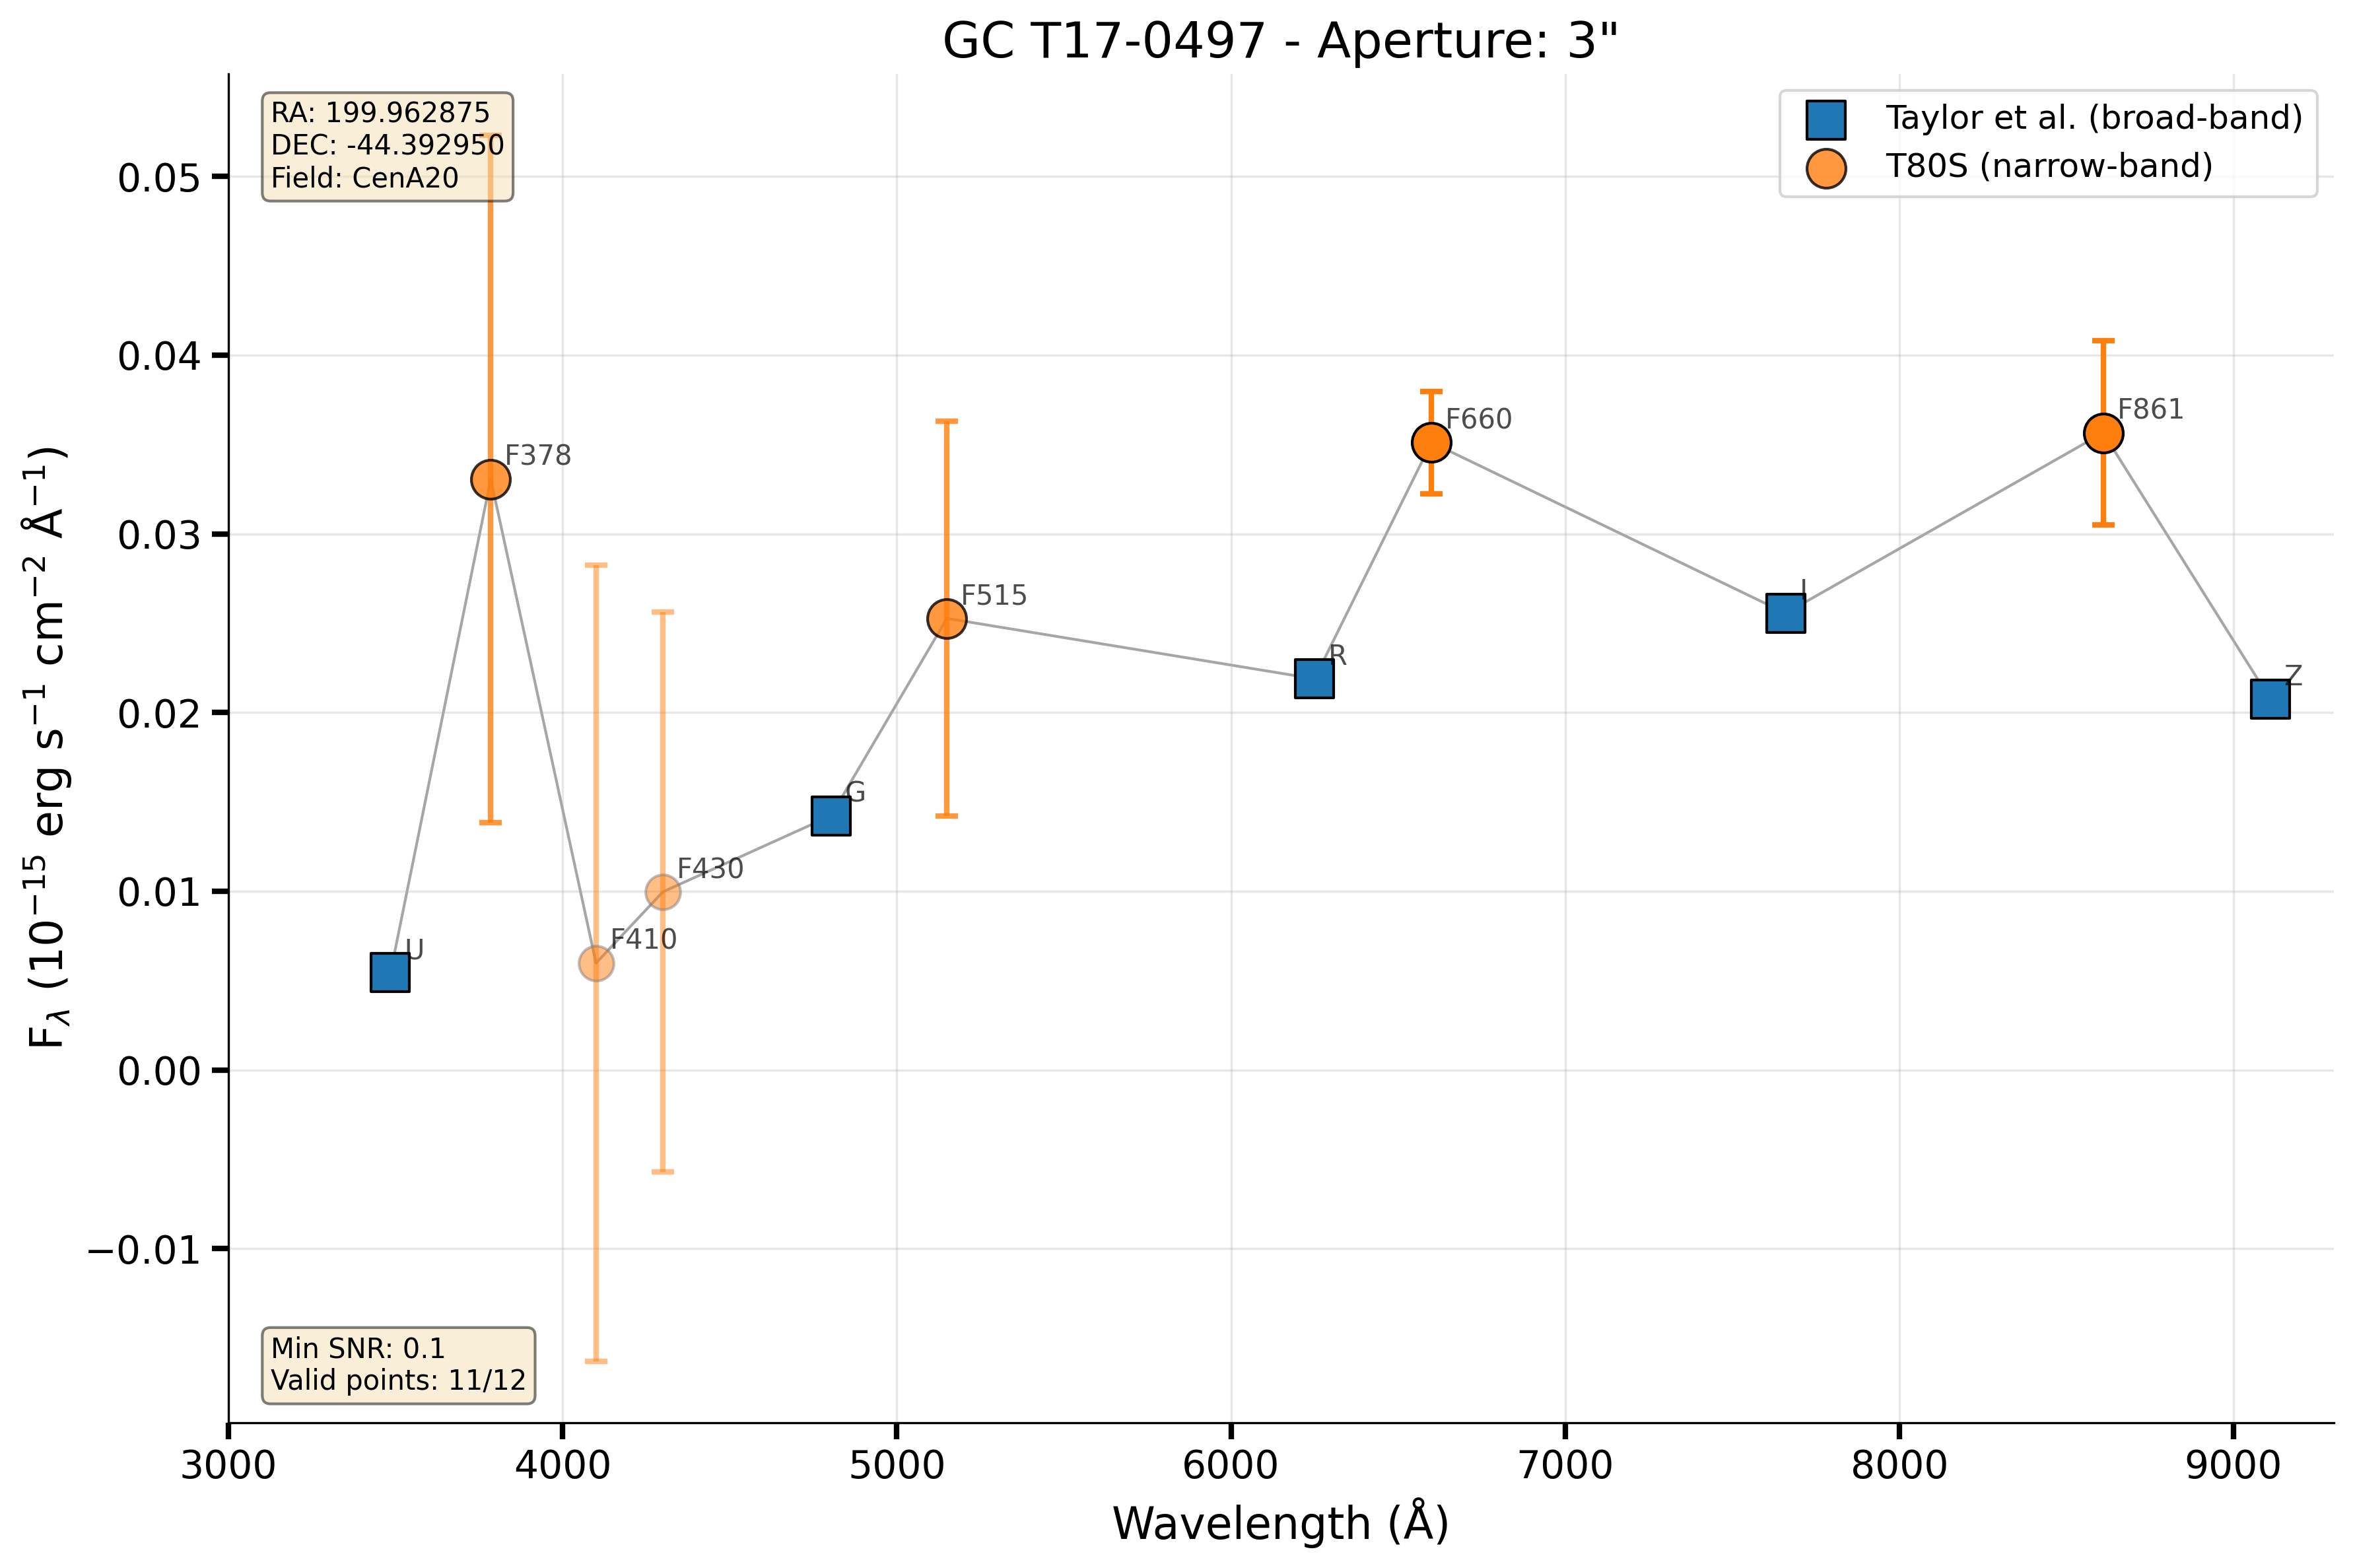 GC T17-0497 - Aperture: 3"
RA: 199.962875
DEC: -44.392950
Field: CenA20
Taylor et al. (broad-band)
T80S (narrow-band)
0.05
0.04
0.03
0.02
0.01
0.00
−0.01
F_λ (10⁻¹⁵ erg s⁻¹ cm⁻² Å⁻¹)
U
F378
F410
F430
G
F515
R
F660
I
F861
Z
Min SNR: 0.1
Valid points: 11/12
3000 4000 5000 6000 7000 8000 9000
Wavelength (Å)